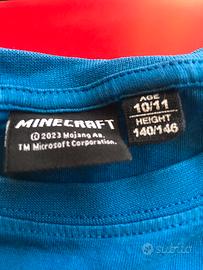 MINECRAFT
© 2023 Mojang AB.
TM Microsoft Corporation.
AGE
10/11
HEIGHT
140/146
subito